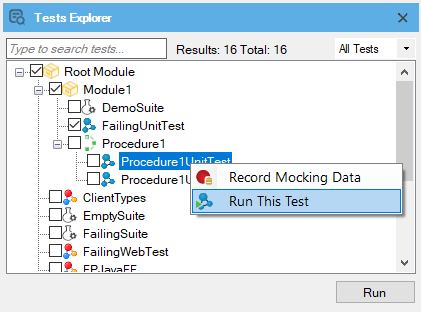 Tests Explorer
Type to search tests... Results: 16 Total: 16 All Tests
Root Module
Module1
DemoSuite
FailingUnitTest
Procedure1
Procedure1UnitTest
Procedure1U
Record Mocking Data
Run This Test
ClientTypes
EmptySuite
FailingSuite
FailingWebTest
FPJavaEE
Run